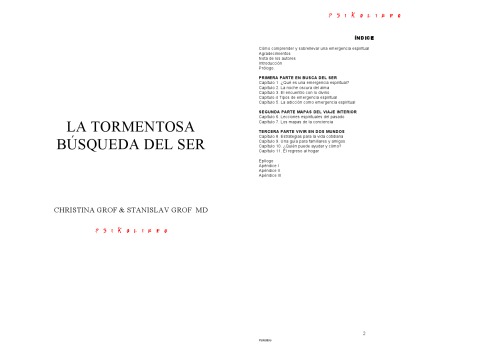 LA TORMENTOSA
BÚSQUEDA DEL SER
CHRISTINA GROF & STANISLAV GROF MD
PSIKOLIBRO
PSIKOLIBRO
ÍNDICE
Cómo comprender y sobrellevar una emergencia espiritual
Agradecimientos
Nota de los autores
Introducción
Prólogo
PRIMERA PARTE EN BUSCA DEL SER
Capítulo 1 ¿Qué es una emergencia espiritual?
Capítulo 2 La noche oscura del alma
Capítulo 3 El encuentro con lo divino
Capítulo 4 Tipos de emergencia espiritual
Capítulo 5 La adicción como emergencia espiritual
SEGUNDA PARTE MAPAS DEL VIAJE INTERIOR
Capítulo 6 Lecciones espirituales del pasado
Capítulo 7 Los mapas de la conciencia
TERCERA PARTE VIVIR EN DOS MUNDOS
Capítulo 8 Estrategias para la vida cotidiana
Capítulo 9 Una guía para familiares y amigos
Capítulo 10 ¿Quién puede ayudar y cómo?
Capítulo 11 El regreso al hogar
Epílogo
Apéndice I
Apéndice II
Apéndice III
2